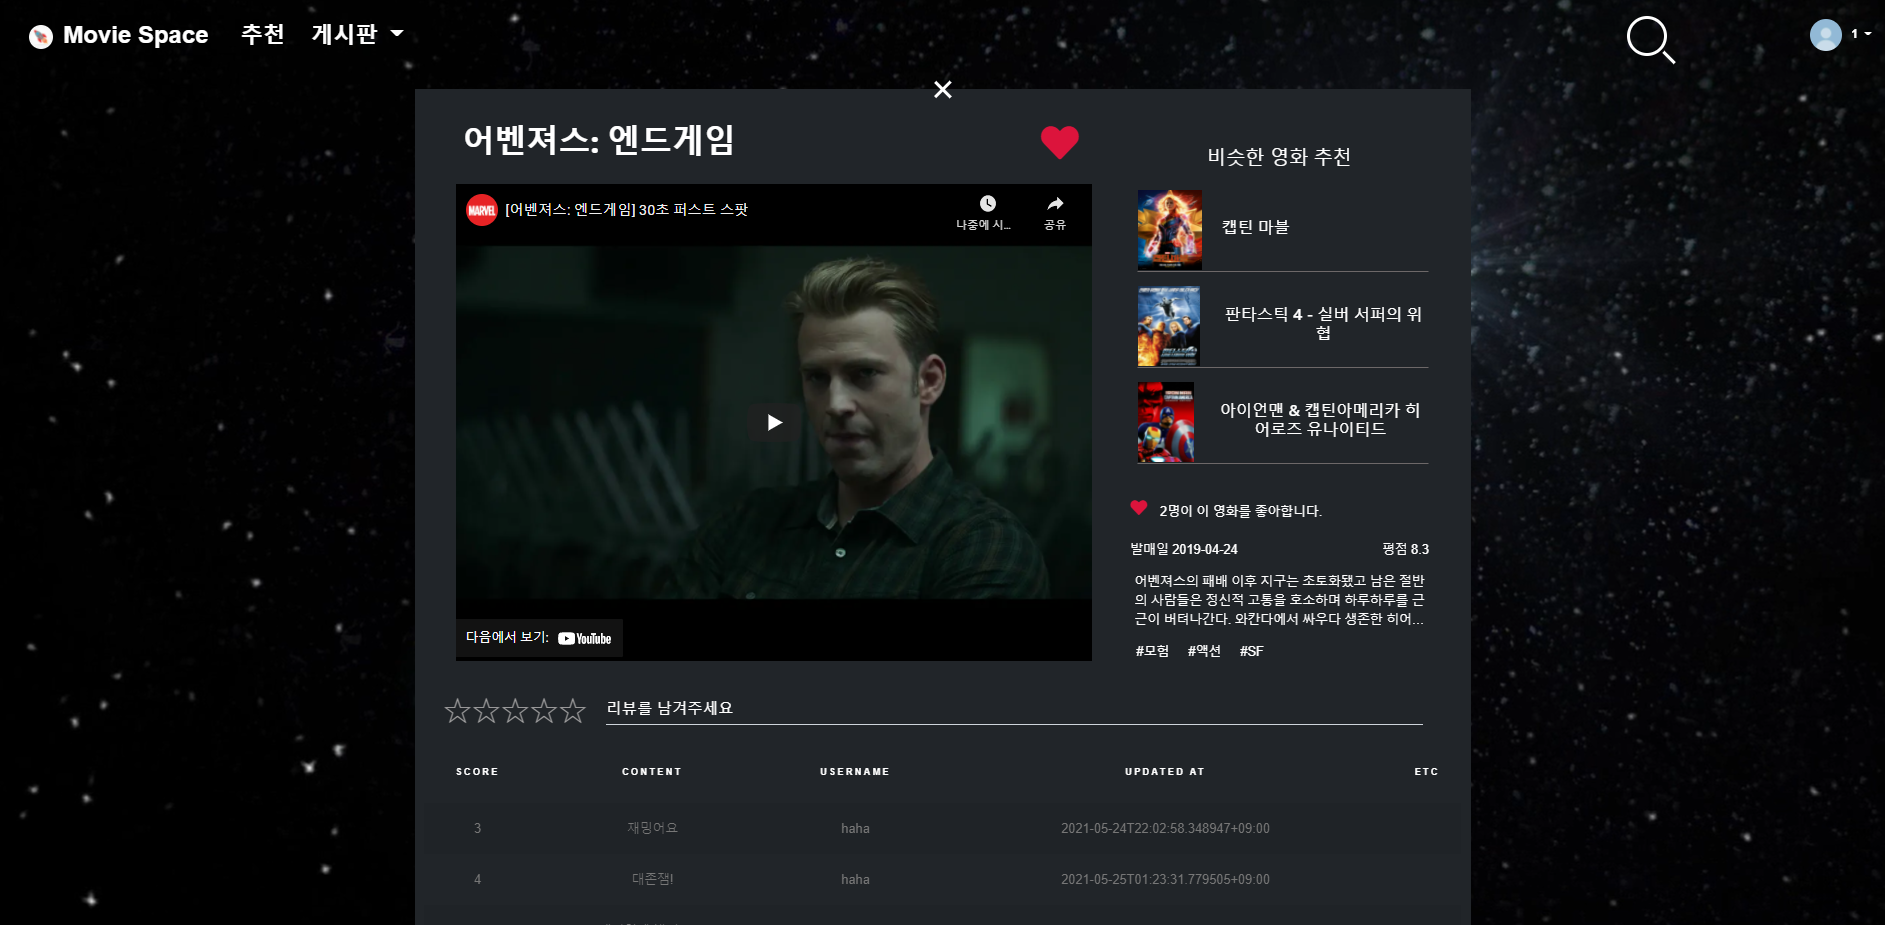 Movie Space 추천 게시판
1
어벤져스: 엔드게임
MARVEL [어벤져스: 엔드게임] 30초 퍼스트 스팟
나중에 시... 공유
다음에서 보기: YouTube
비슷한 영화 추천
캡틴 마블
판타스틱 4 - 실버 서퍼의 위
협
아이언맨 & 캡틴아메리카 히
어로즈 유나이티드
2명이 이 영화를 좋아합니다.
발매일 2019-04-24 평점 8.3
어벤져스의 패배 이후 지구는 초토화됐고 남은 절반
의 사람들은 정신적 고통을 호소하며 하루하루를 근
근이 버텨나간다. 와칸다에서 싸우다 생존한 히어...
#모험 #액션 #SF
리뷰를 남겨주세요
SCORE CONTENT USERNAME UPDATED AT ETC
3 재밍어요 haha 2021-05-24T22:02:58.348947+09:00
4 대존잼! haha 2021-05-25T01:23:31.779505+09:00